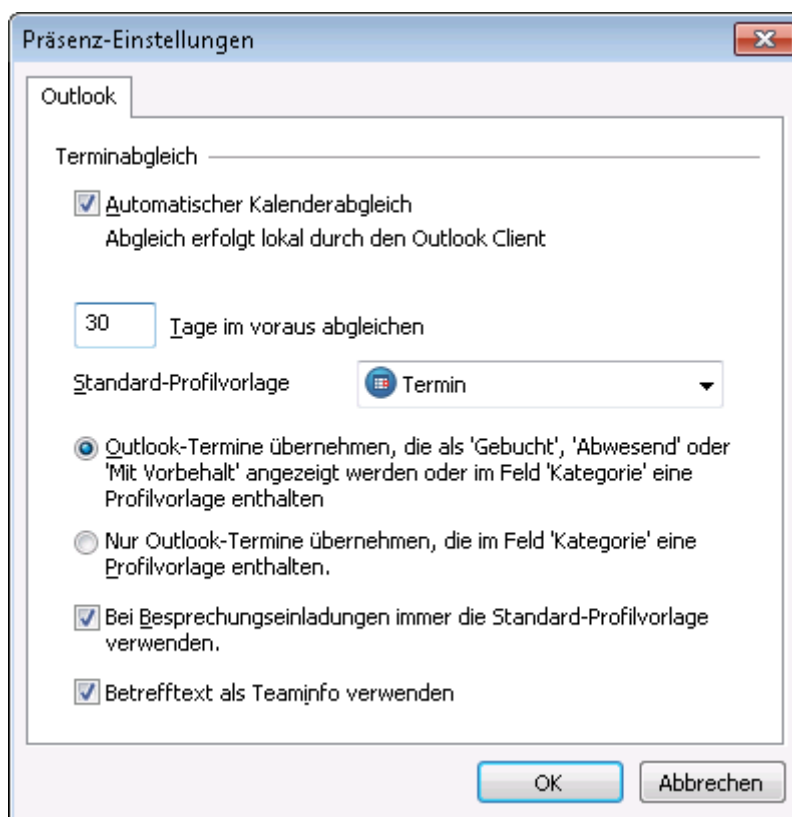 Präsenz-Einstellungen
Outlook
Terminabgleich
Automatischer Kalenderabgleich
Abgleich erfolgt lokal durch den Outlook Client
30 Tage im voraus abgleichen
Standard-Profilvorlage Termin
Outlook-Termine übernehmen, die als 'Gebucht', 'Abwesend' oder
'Mit Vorbehalt' angezeigt werden oder im Feld 'Kategorie' eine
Profilvorlage enthalten
Nur Outlook-Termine übernehmen, die im Feld 'Kategorie' eine
Profilvorlage enthalten.
Bei Besprechungseinladungen immer die Standard-Profilvorlage
verwenden.
Betrefftext als Teaminfo verwenden
OK Abbrechen